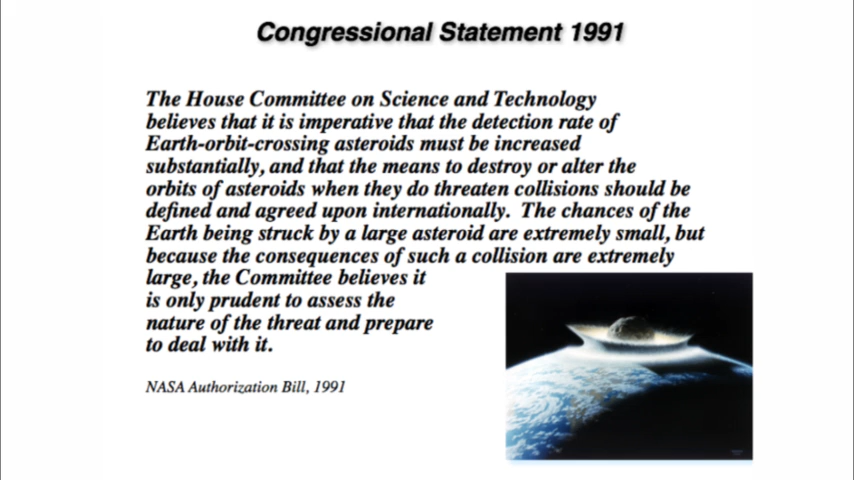 Congressional Statement 1991
The House Committee on Science and Technology
believes that it is imperative that the detection rate of
Earth-orbit-crossing asteroids must be increased
substantially, and that the means to destroy or alter the
orbits of asteroids when they do threaten collisions should be
defined and agreed upon internationally. The chances of the
Earth being struck by a large asteroid are extremely small, but
because the consequences of such a collision are extremely
large, the Committee believes it
is only prudent to assess the
nature of the threat and prepare
to deal with it.
NASA Authorization Bill, 1991